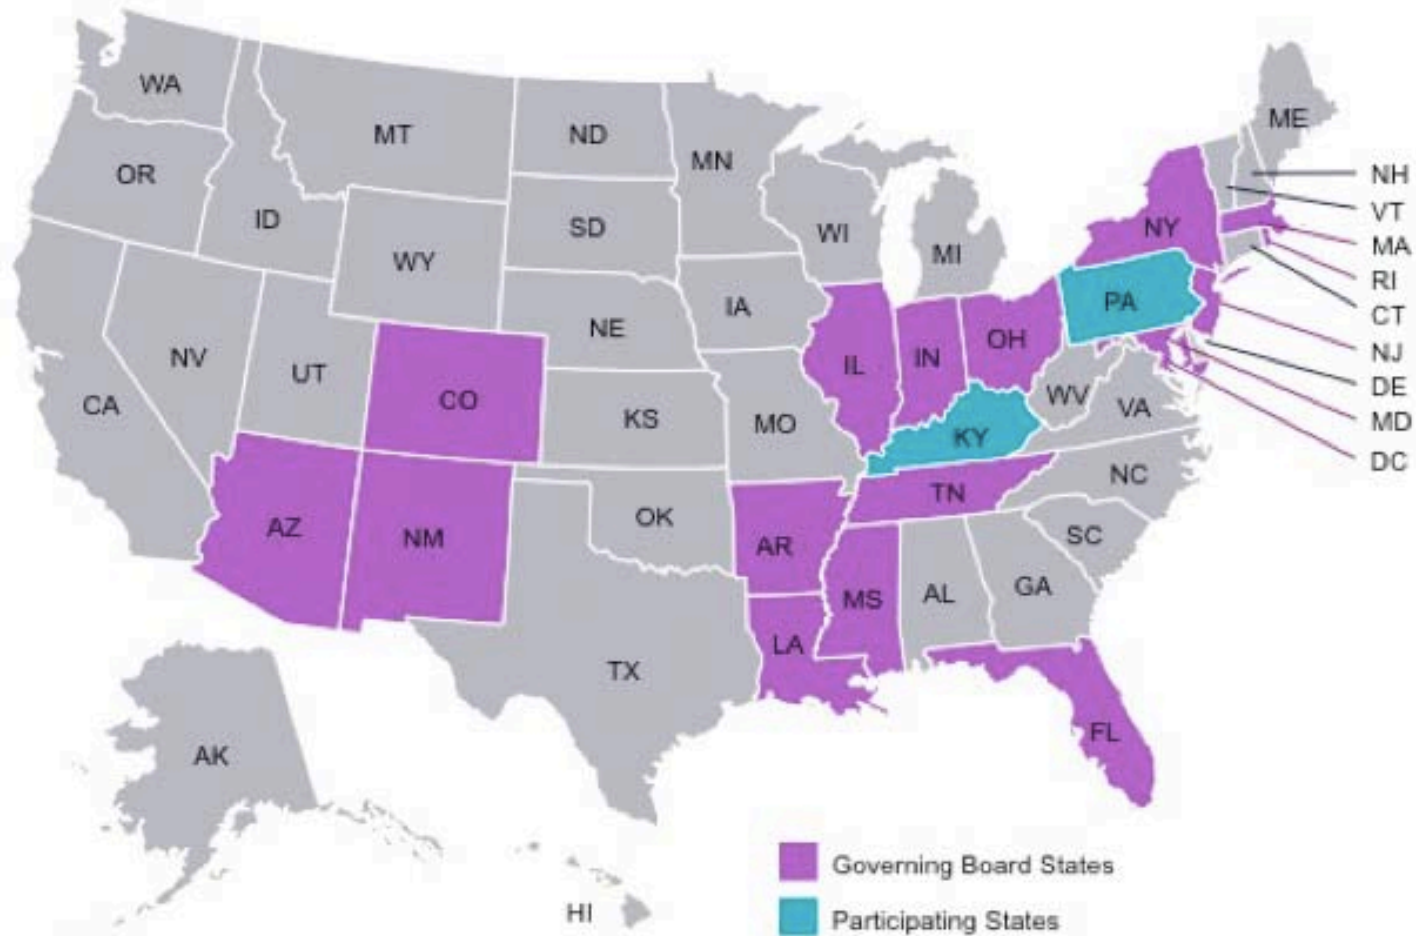 WA
MT
ND
MN
ME
OR
ID
SD
WI
MI
NY
NH
VT
MA
RI
CT
NJ
DE
MD
DC
WY
IA
NE
PA
NV
UT
CO
IL
IN
OH
CA
KS
MO
WV
VA
KY
NC
TN
AZ
NM
OK
AR
SC
MS
AL
GA
LA
TX
FL
AK
HI
Governing Board States
Participating States